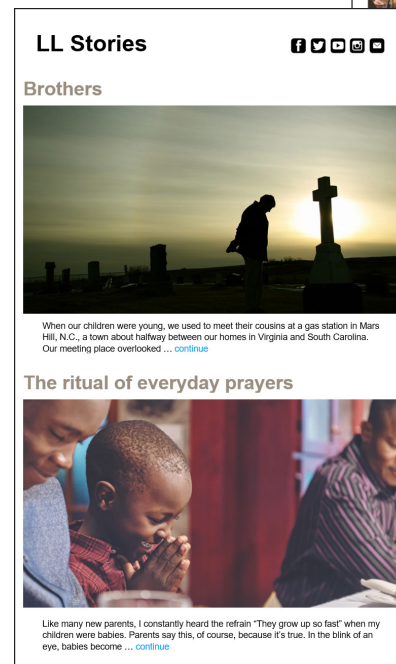 LL Stories
Brothers
When our children were young, we used to meet their cousins at a gas station in Mars
Hill, N.C., a town about halfway between our homes in Virginia and South Carolina.
Our meeting place overlooked … continue
The ritual of everyday prayers
Like many new parents, I constantly heard the refrain “They grow up so fast” when my
children were babies. Parents say this, of course, because it’s true. In the blink of an
eye, babies become … continue